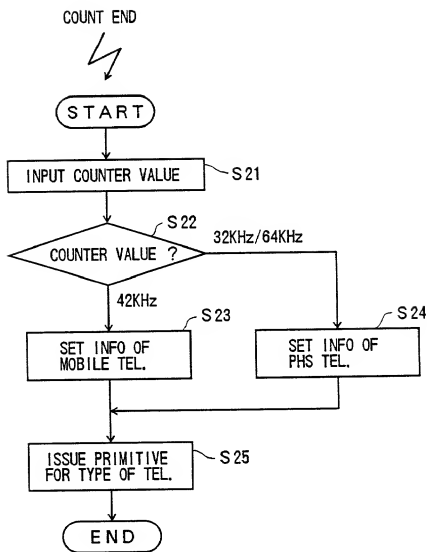 COUNT END
START
INPUT COUNTER VALUE
S21
S22
COUNTER VALUE ?
32KHz/64KHz
42KHz
S23
SET INFO OF
MOBILE TEL.
S24
SET INFO OF
PHS TEL.
ISSUE PRIMITIVE
FOR TYPE OF TEL.
S25
END